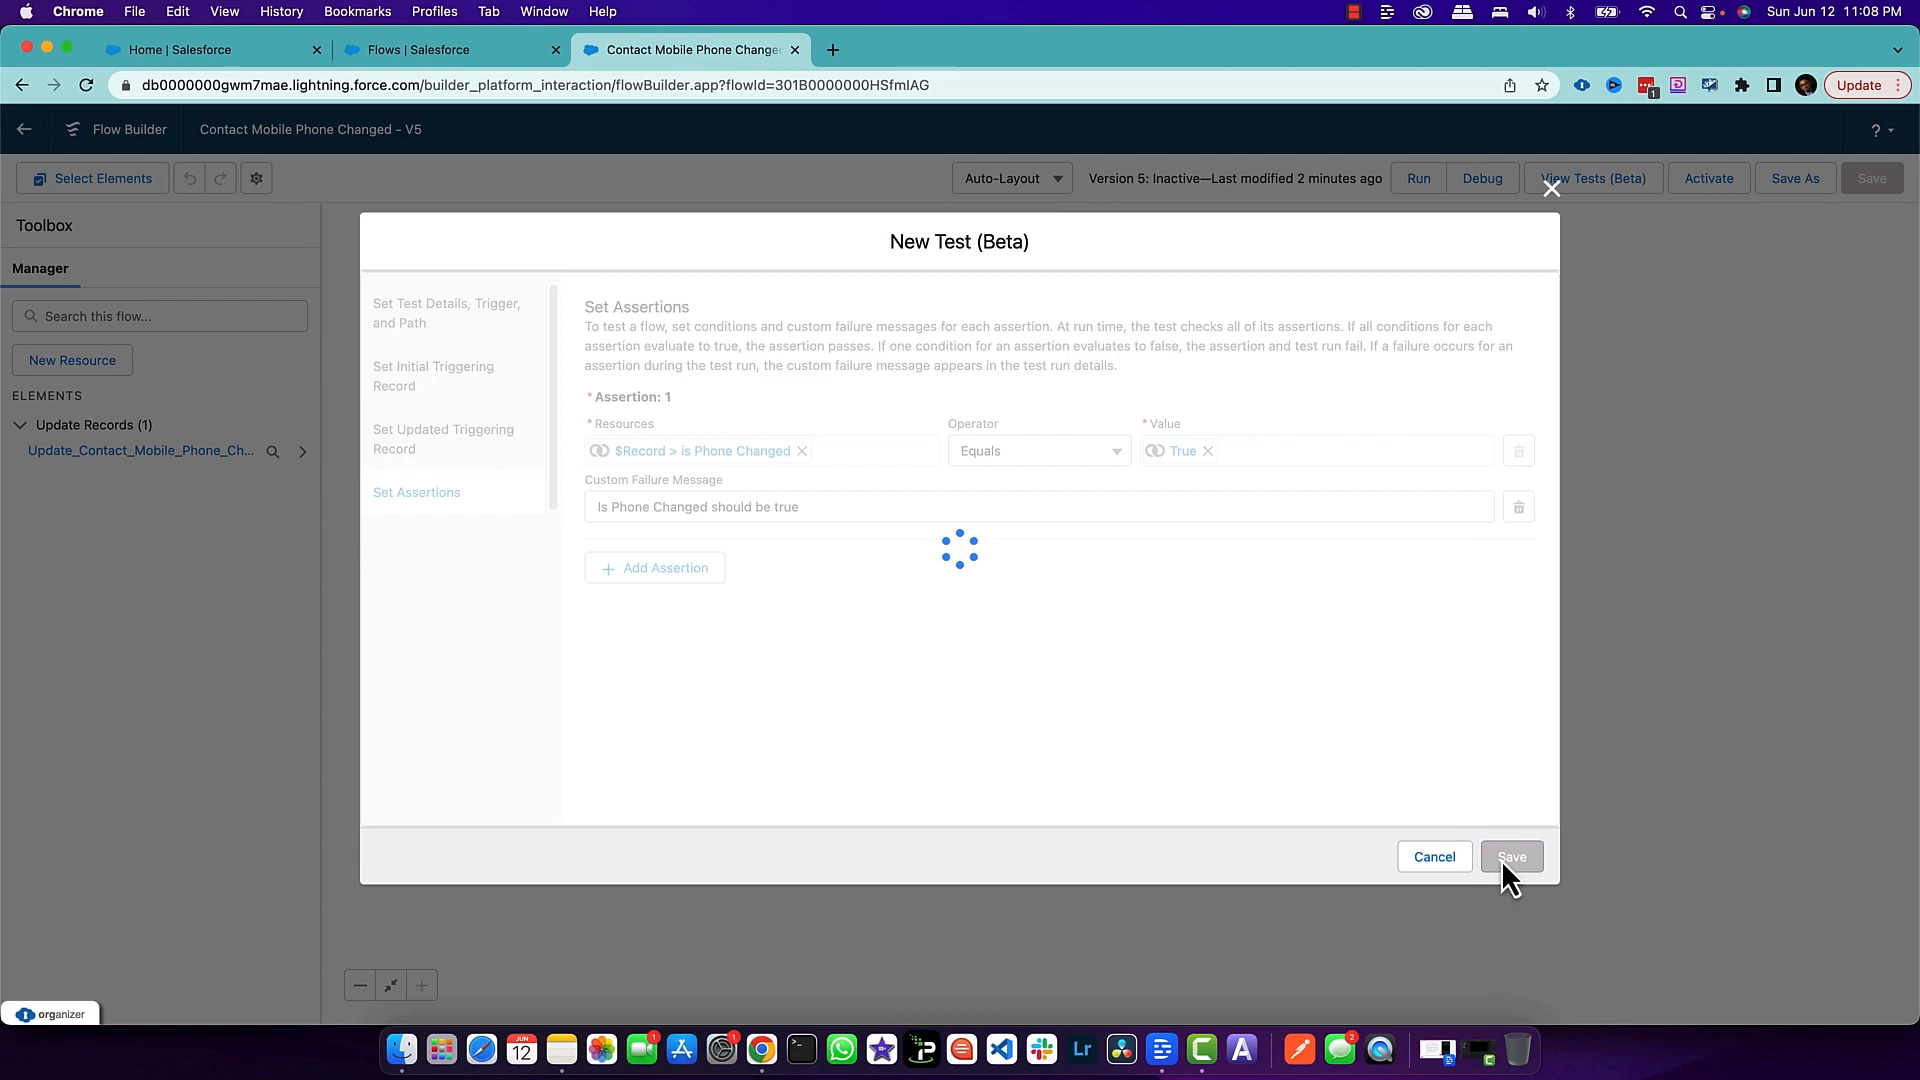 Chrome File Edit View History Bookmarks Profiles Tab Window Help Sun Jun 12 11:08 PM
Home | Salesforce Flows | Salesforce Contact Mobile Phone Change
db0000000gwm7mae.lightning.force.com/builder_platform_interaction/flowBuilder.app?flowId=301B0000000HSfmIAG 1 Update
Flow Builder Contact Mobile Phone Changed - V5 ?
Select Elements Auto-Layout Version 5: Inactive—Last modified 2 minutes ago Run Debug View Tests (Beta) Activate Save As Save
Toolbox
Manager
Search this flow...
New Resource
ELEMENTS
Update Records (1)
Update_Contact_Mobile_Phone_Ch...
New Test (Beta)
Set Test Details, Trigger,
and Path
Set Initial Triggering
Record
Set Updated Triggering
Record
Set Assertions
Set Assertions
To test a flow, set conditions and custom failure messages for each assertion. At run time, the test checks all of its assertions. If all conditions for each
assertion evaluate to true, the assertion passes. If one condition for an assertion evaluates to false, the assertion and test run fail. If a failure occurs for an
assertion during the test run, the custom failure message appears in the test run details.
* Assertion: 1
* Resources Operator * Value
$Record > Is Phone Changed Equals True
Custom Failure Message
Is Phone Changed should be true
+ Add Assertion
Cancel Save
organizer
JUN
12 1 1 Lr 2